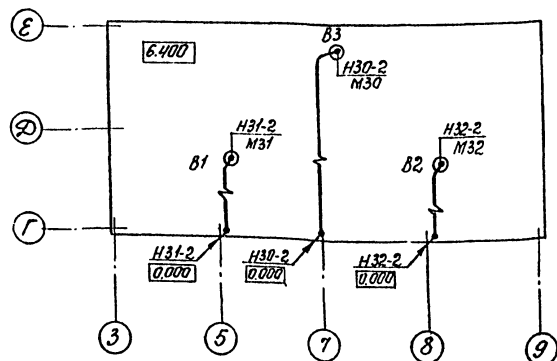 Е
6.400
В3
Н30-2
М30
Д
Н31-2
М31
В1
Н32-2
М32
В2
Г
Н31-2
0,000
Н30-2
0,000
Н32-2
0,000
3
5
7
8
9